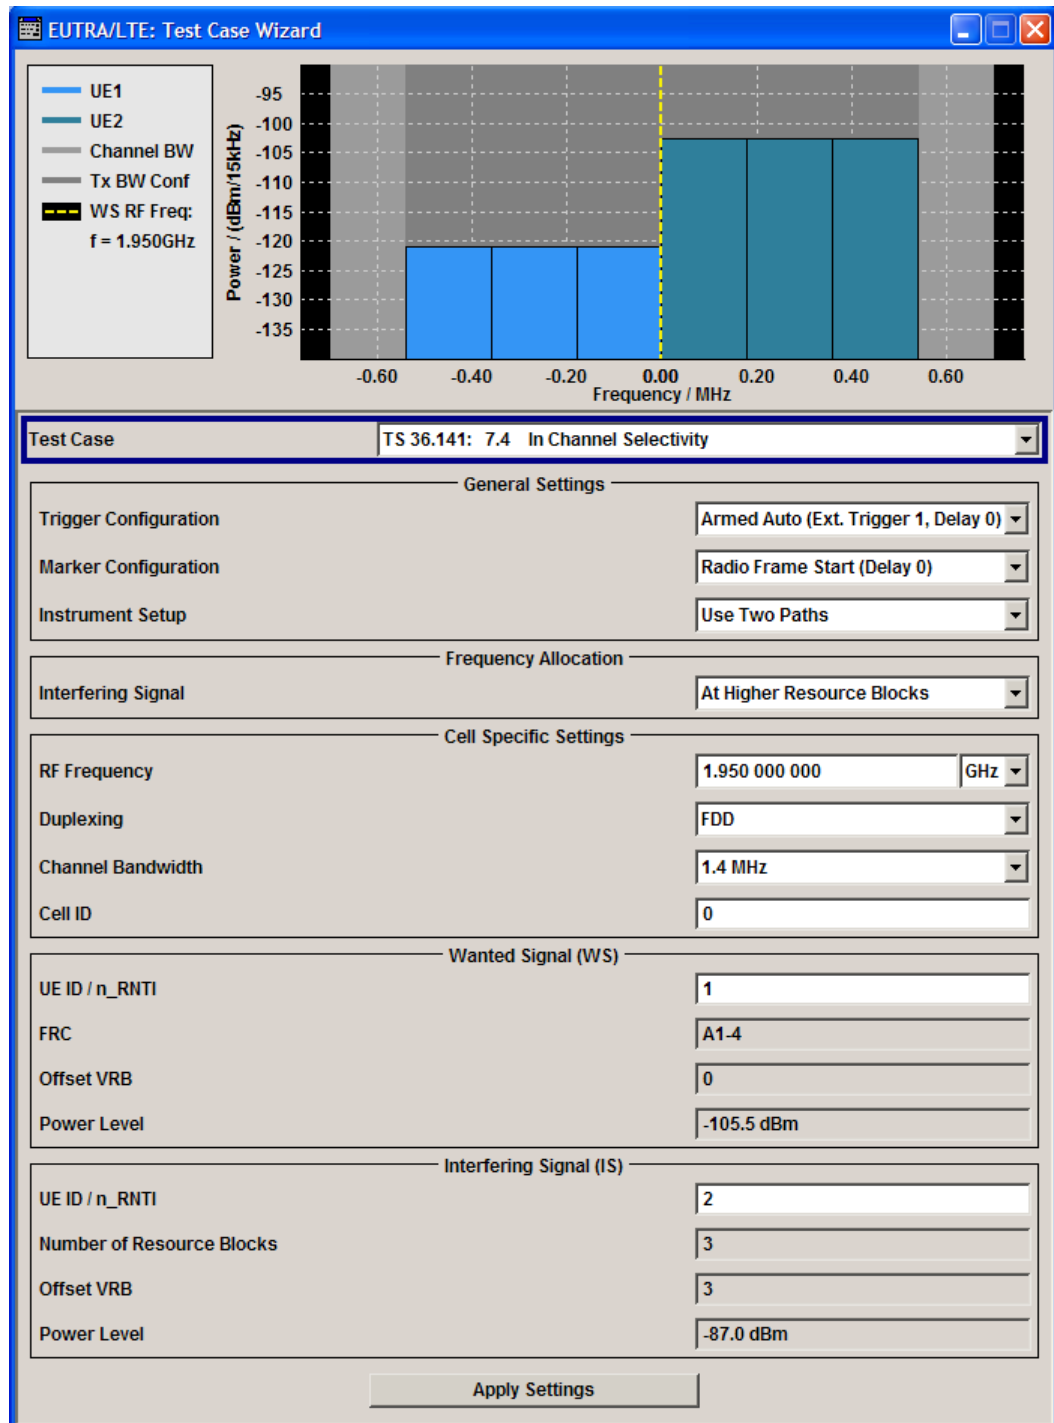 EUTRA/LTE: Test Case Wizard
UE1
UE2
Channel BW
Tx BW Conf
WS RF Freq:
f = 1.950GHz
Power / (dBm/15kHz)
-95
-100
-105
-110
-115
-120
-125
-130
-135
-0.60 -0.40 -0.20 0.00 0.20 0.40 0.60
Frequency / MHz
Test Case TS 36.141: 7.4 In Channel Selectivity
General Settings
Trigger Configuration Armed Auto (Ext. Trigger 1, Delay 0)
Marker Configuration Radio Frame Start (Delay 0)
Instrument Setup Use Two Paths
Frequency Allocation
Interfering Signal At Higher Resource Blocks
Cell Specific Settings
RF Frequency 1.950 000 000 GHz
Duplexing FDD
Channel Bandwidth 1.4 MHz
Cell ID 0
Wanted Signal (WS)
UE ID / n_RNTI 1
FRC A1-4
Offset VRB 0
Power Level -105.5 dBm
Interfering Signal (IS)
UE ID / n_RNTI 2
Number of Resource Blocks 3
Offset VRB 3
Power Level -87.0 dBm
Apply Settings